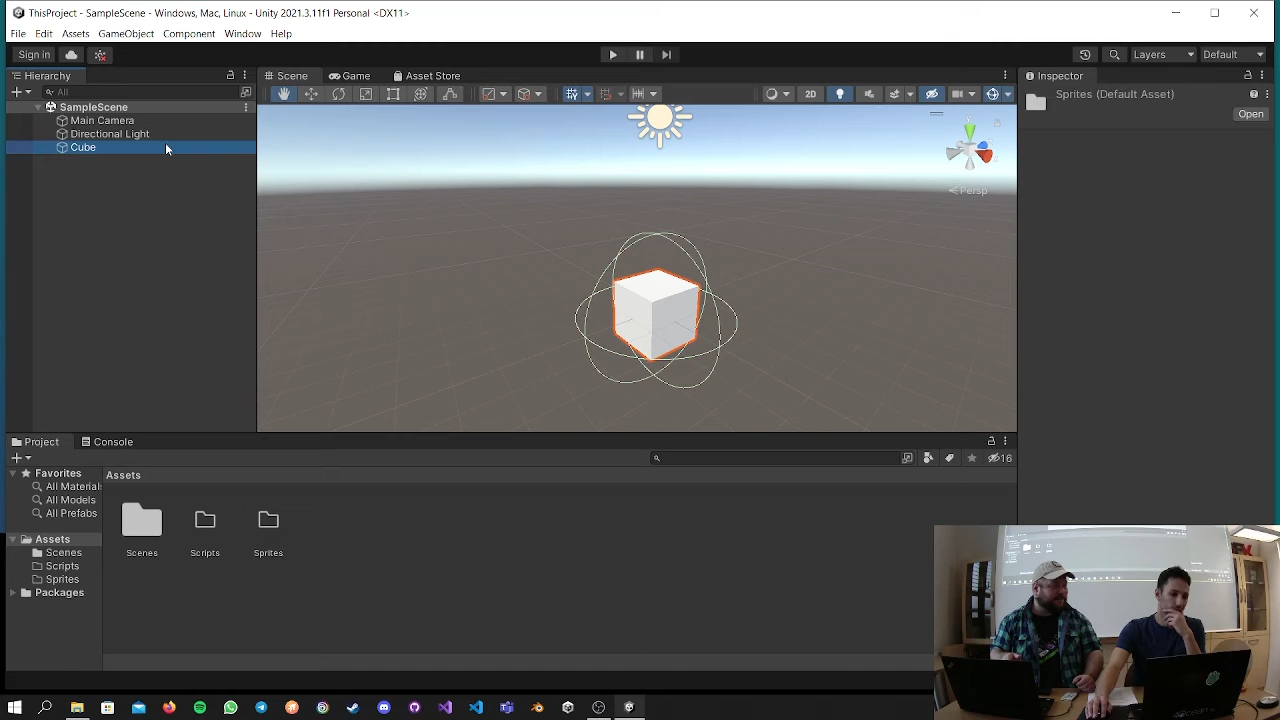 ThisProject - SampleScene - Windows, Mac, Linux - Unity 2021.3.11f1 Personal <DX11>
File Edit Assets GameObject Component Window Help
Sign in
Layers
Default
Hierarchy
Scene
Game
Asset Store
Inspector
All
2D
SampleScene
Main Camera
Directional Light
Cube
Persp
Sprites (Default Asset)
Open
Project
Console
16
Favorites
All Materials
All Models
All Prefabs
Assets
Scenes
Scripts
Sprites
Packages
Assets
Scenes
Scripts
Sprites